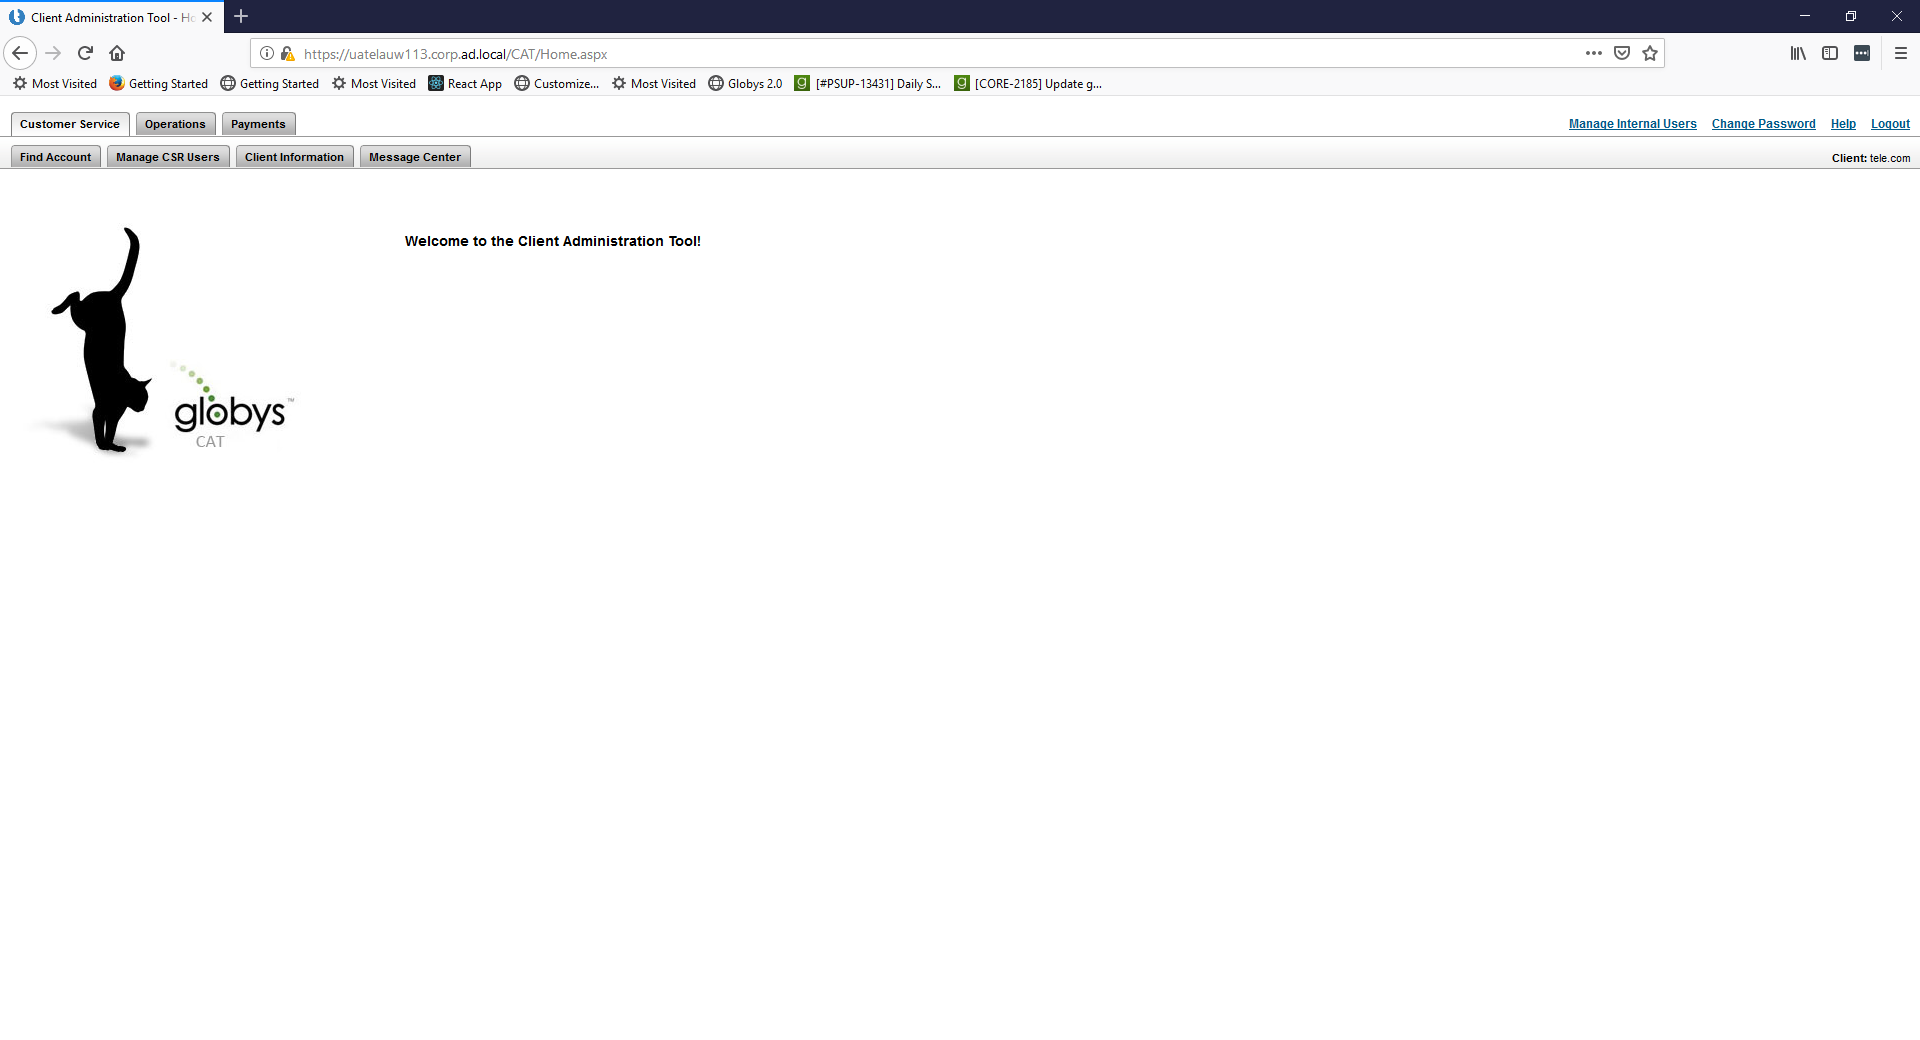 Client Administration Tool - Ho
https://uatelauw113.corp.ad.local/CAT/Home.aspx
Most Visited Getting Started Getting Started Most Visited React App Customize... Most Visited Globys 2.0 [#PSUP-13431] Daily S... [CORE-2185] Update g...
Customer Service Operations Payments Manage Internal Users Change Password Help Logout
Find Account Manage CSR Users Client Information Message Center Client: tele.com
Welcome to the Client Administration Tool!
globys™
CAT